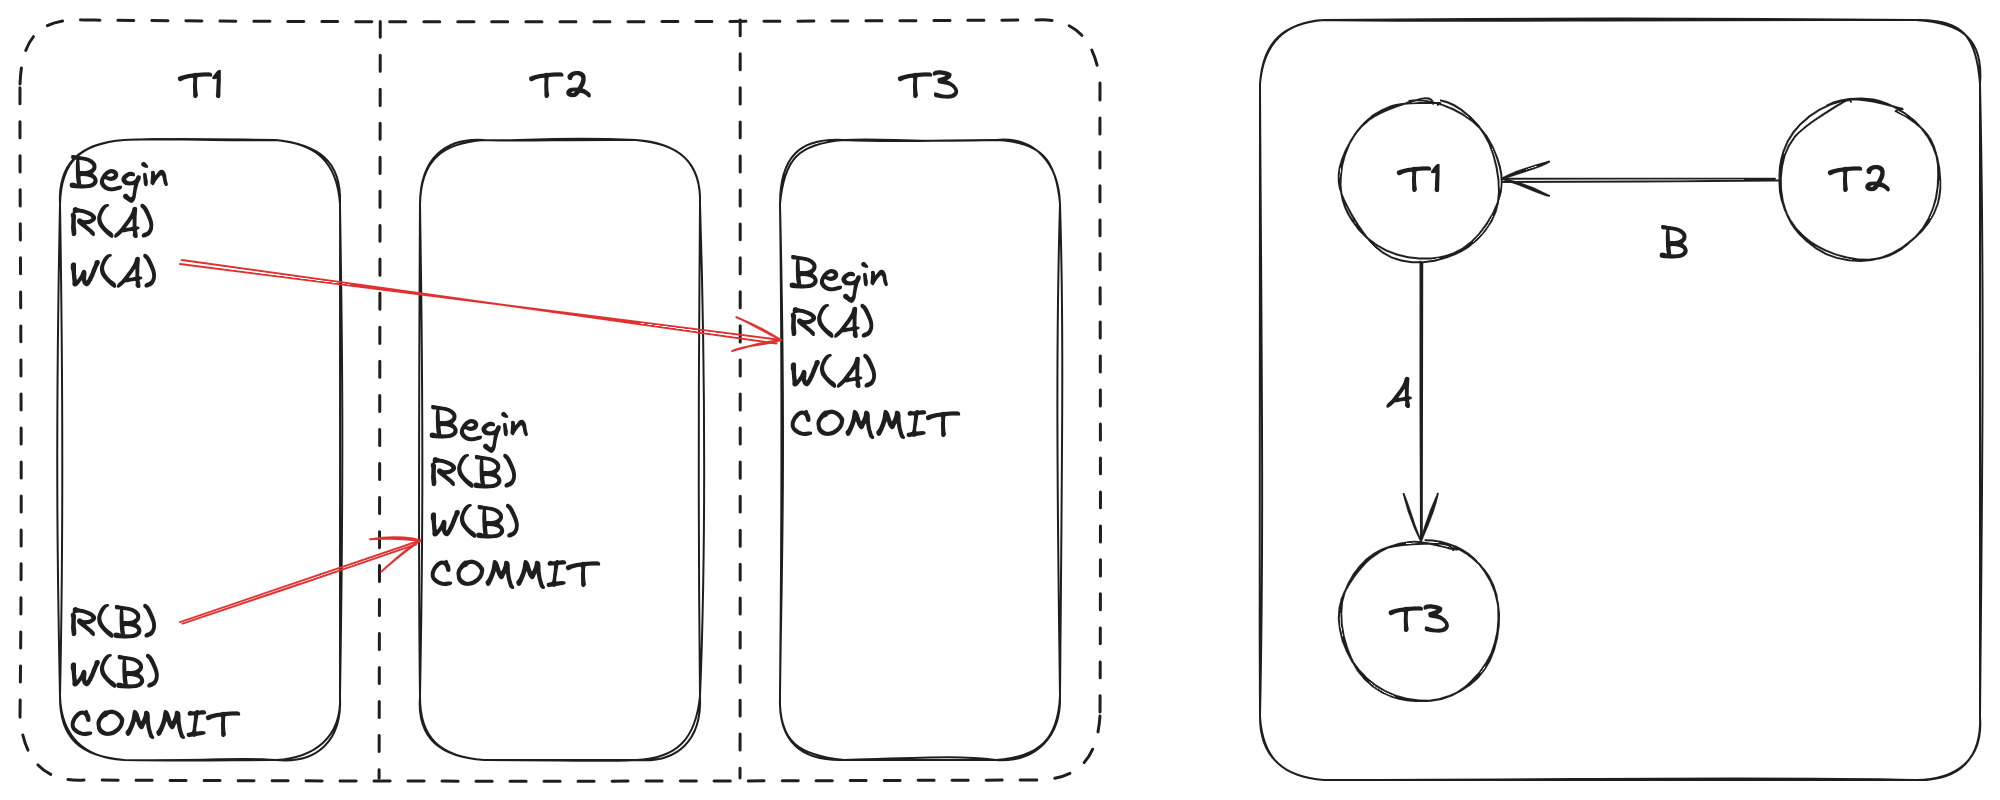 T1
Begin
R(A)
W(A)
R(B)
W(B)
COMMIT
T2
Begin
R(B)
W(B)
COMMIT
T3
Begin
R(A)
W(A)
COMMIT
T1
T2
B
A
T3